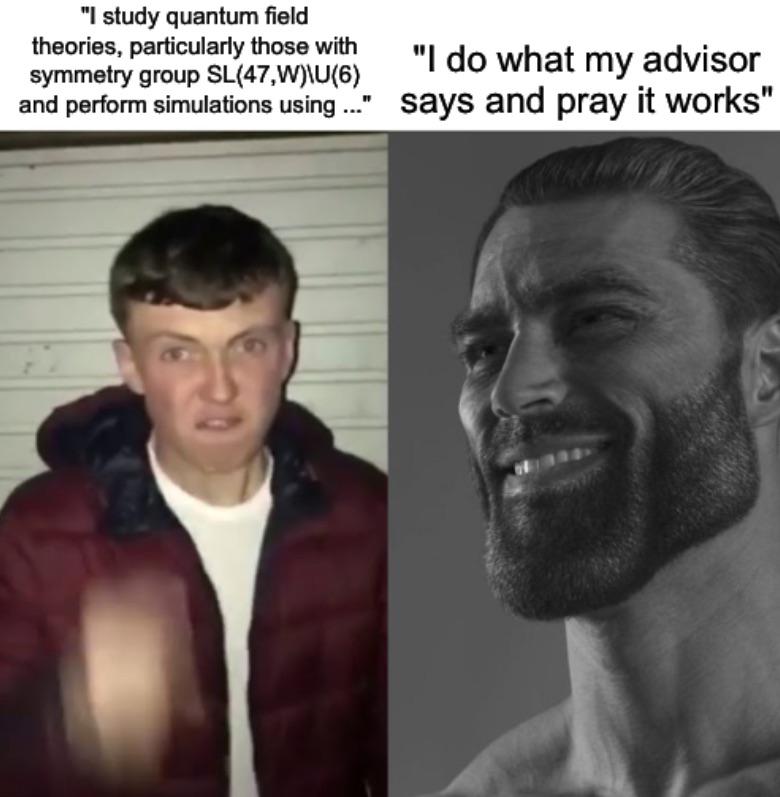 "I study quantum field
theories, particularly those with
symmetry group SL(47,W)\U(6)
and perform simulations using ..."
"I do what my advisor
says and pray it works"